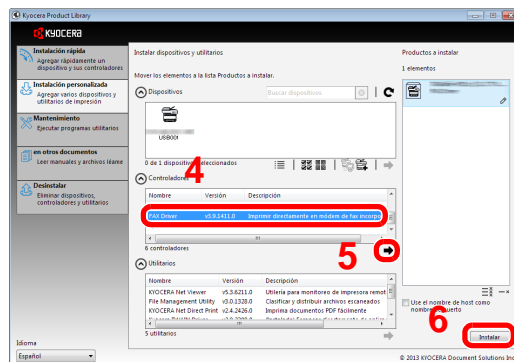 Kyocera Product Library
KYOCERA
Instalación rápida
Agregar rápidamente un
dispositivo y sus controladores
Instalación personalizada
Agregar varios dispositivos y
utilitarios de impresión
Mantenimiento
Ejecutar programas utilitarios
en otros documentos
Leer manuales y archivos léame
Desinstalar
Eliminar dispositivos,
controladores y utilitarios
Idioma
Español
Instalar dispositivos y utilitarios
Mover los elementos a la lista Productos a instalar.
Dispositivos
Buscar dispositivos
USB001
0 de 1 dispositivos seleccionados
4
Controladores
Nombre Versión Descripción
FAX Driver v5.9.1411.0 Imprimir directamente en módem de fax incorpo
6 controladores
5
Utilitarios
Nombre Versión Descripción
KYOCERA Net Viewer v5.3.6211.0 Utilería para monitoreo de impresora remot
File Management Utility v3.0.1328.0 Clasificar y distribuir archivos escaneados
KYOCERA Net Direct Print v2.4.2426.0 Imprima documentos PDF fácilmente
5 utilitarios
Productos a instalar
1 elementos
Use el nombre de host como
nombre de puerto
6
Instalar
© 2013 KYOCERA Document Solutions Inc